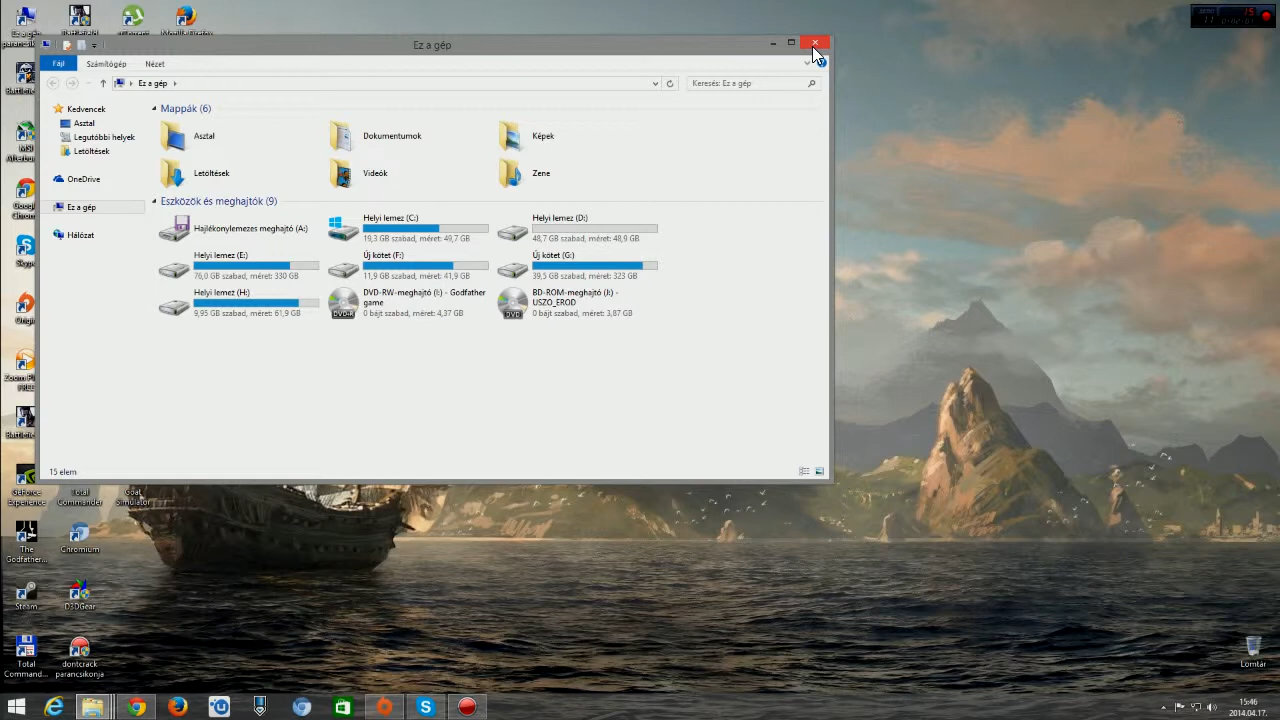 Ez a gép
Fájl
Számítógép
Nézet
Ez a gép
Keresés: Ez a gép
Kedvencek
Asztal
Legutóbbi helyek
Letöltések
OneDrive
Ez a gép
Hálózat
Mappák (6)
Asztal
Dokumentumok
Képek
Letöltések
Videók
Zene
Eszközök és meghajtók (9)
Hajlékonylemezes meghajtó (A:)
Helyi lemez (C:)
19,3 GB szabad, méret: 49,7 GB
Helyi lemez (D:)
48,7 GB szabad, méret: 48,9 GB
Helyi lemez (E:)
76,0 GB szabad, méret: 330 GB
Új kötet (F:)
11,9 GB szabad, méret: 41,9 GB
Új kötet (G:)
39,5 GB szabad, méret: 323 GB
Helyi lemez (H:)
9,95 GB szabad, méret: 61,9 GB
DVD-RW-meghajtó (I:) - Godfather
game
0 bájt szabad, méret: 4,37 GB
DVD-R
BD-ROM-meghajtó (J:) -
USZO_EROD
0 bájt szabad, méret: 3,87 GB
DVD
15 elem
GeForce
Experience
Total
Commander
Goat
Simulator
The
Godfather...
Chromium
Steam
D3DGear
Total
Command...
dontcrack
parancsikonja
Lomtár
15:46
2014.04.17.